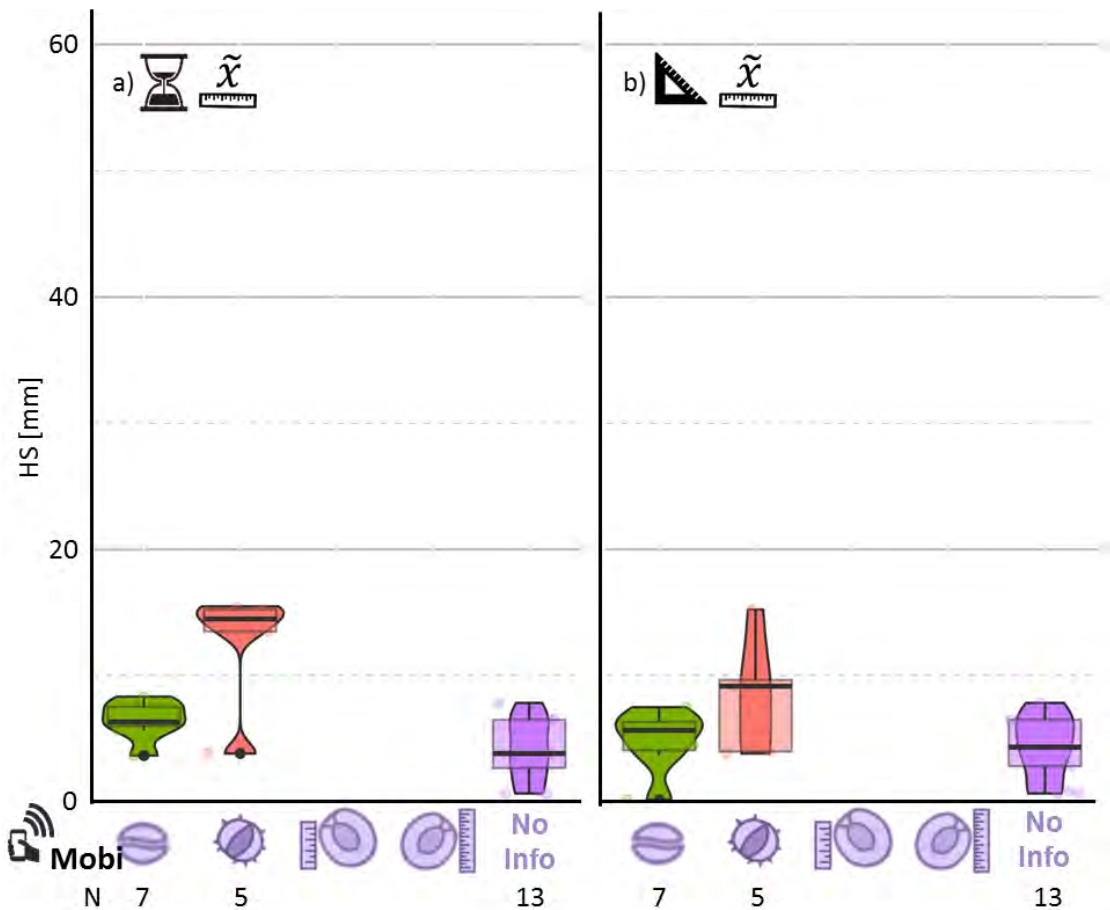 60
a) x̃
b) x̃
40
HS [mm]
20
0
Mobi
No
Info
No
Info
N 7 5 13 7 5 13